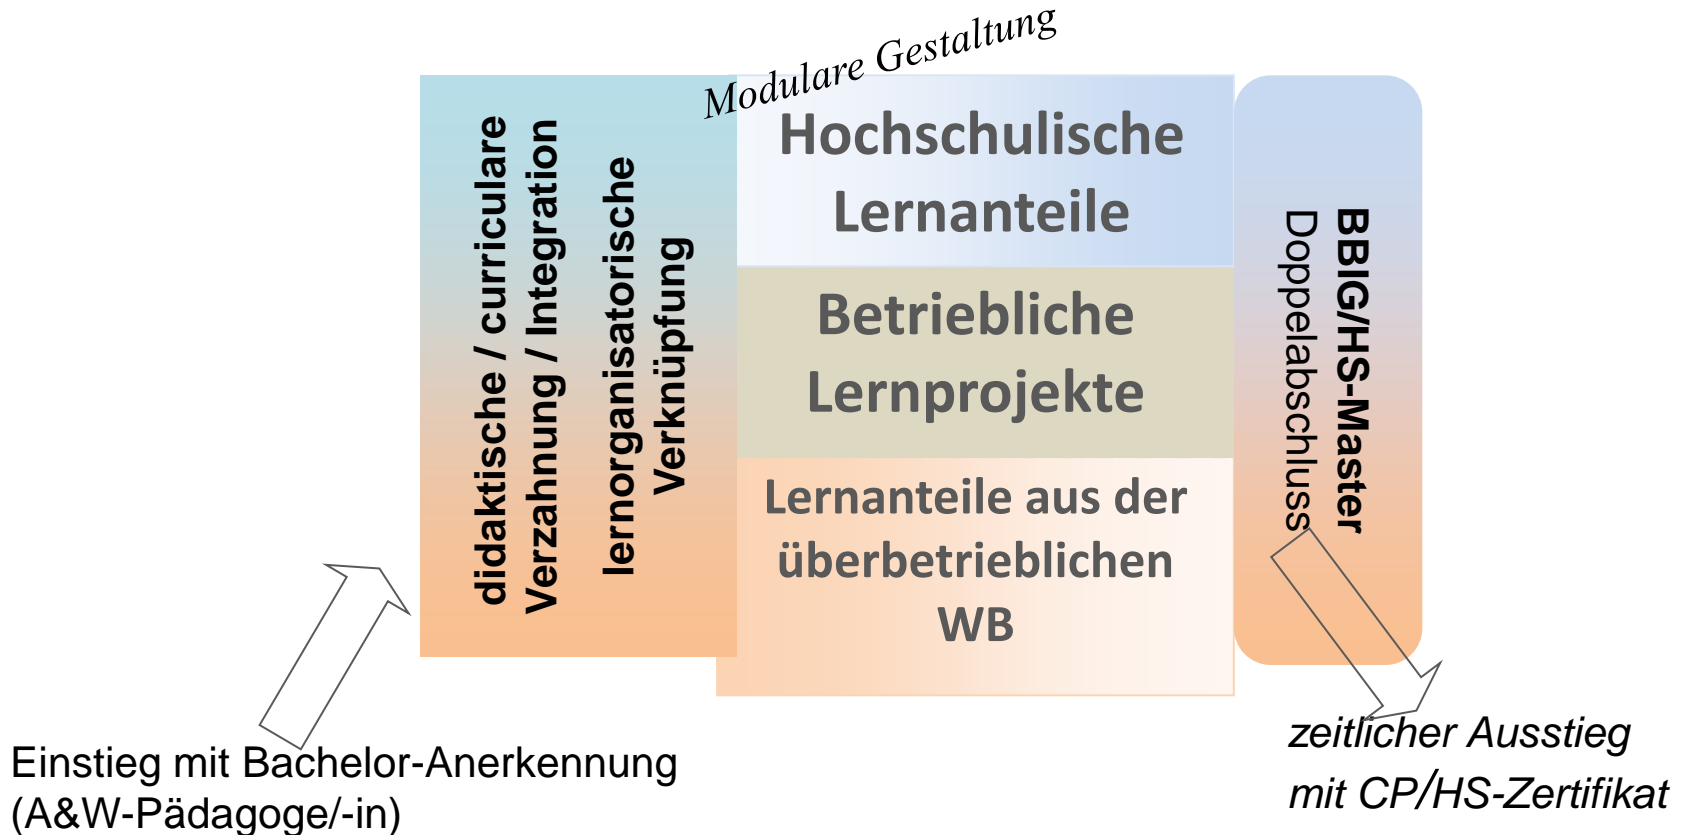 Modulare Gestaltung
didaktische / curriculare
Verzahnung / Integration
lernorganisatorische
Verknüpfung
Hochschulische
Lernanteile
Betriebliche
Lernprojekte
Lernanteile aus der
überbetrieblichen
WB
BBIG/HS-Master
Doppelabschluss
Einstieg mit Bachelor-Anerkennung
(A&W-Pädagoge/-in)
zeitlicher Ausstieg
mit CP/HS-Zertifikat